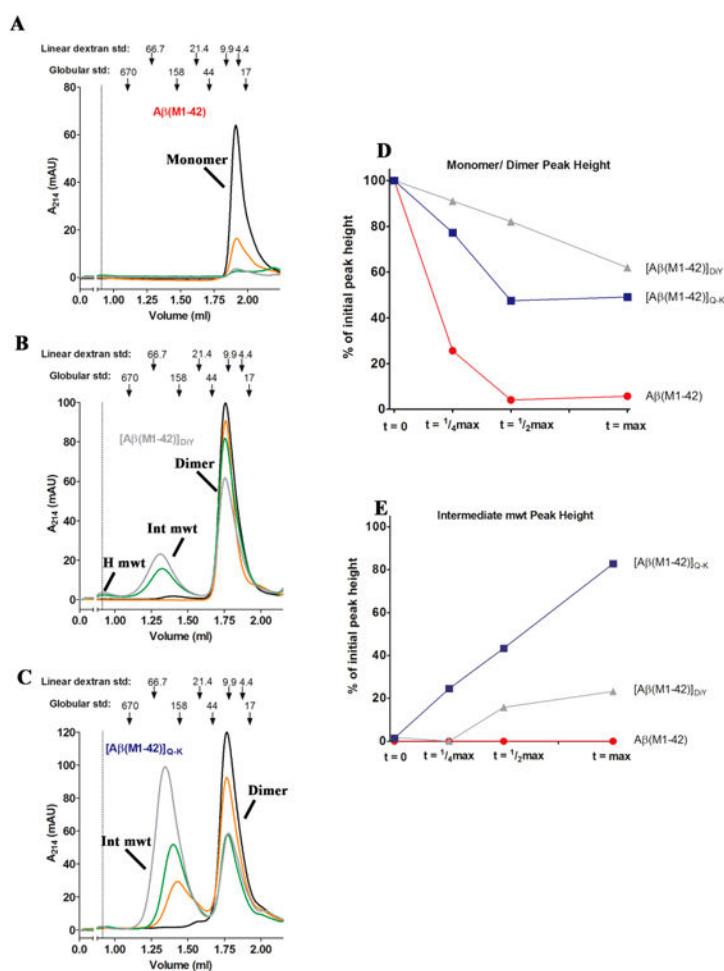 A
Linear dextran std: 66.7 21.4 9.9 4.4
Globular std: 670 158 44 17
Aβ(M1-42)
Monomer
A214 (mAU)
80
60
40
20
0
0.0 1.00 1.25 1.50 1.75 2.00
Volume (ml)
B
Linear dextran std: 66.7 21.4 9.9 4.4
Globular std: 670 158 44 17
[Aβ(M1-42)]DiY
Dimer
Int mwt
H mwt
A214 (mAU)
100
80
60
40
20
0
0.0 1.00 1.25 1.50 1.75 2.00
Volume (ml)
C
Linear dextran std: 66.7 21.4 9.9 4.4
Globular std: 670 158 44 17
[Aβ(M1-42)]Q-K
Dimer
Int mwt
A214 (mAU)
120
100
80
60
40
20
0
0.0 1.00 1.25 1.50 1.75 2.00
Volume (ml)
D
Monomer/ Dimer Peak Height
% of initial peak height
100
80
60
40
20
0
[Aβ(M1-42)]DiY
[Aβ(M1-42)]Q-K
Aβ(M1-42)
t = 0 t = 1/4max t = 1/2max t = max
E
Intermediate mwt Peak Height
% of initial peak height
100
80
60
40
20
0
[Aβ(M1-42)]Q-K
[Aβ(M1-42)]DiY
Aβ(M1-42)
t = 0 t = 1/4max t = 1/2max t = max